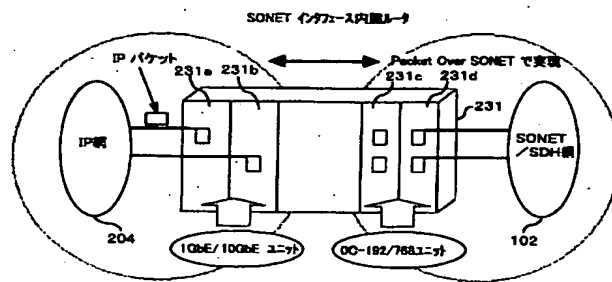 SONET インタフェース内蔵ルータ
IP パケット
Packet Over SONET で実現
231a
231b
231c
231d
231
IP網
SONET
／SDH網
204
1GbE/10GbE ユニット
OC-192/768ユニット
102